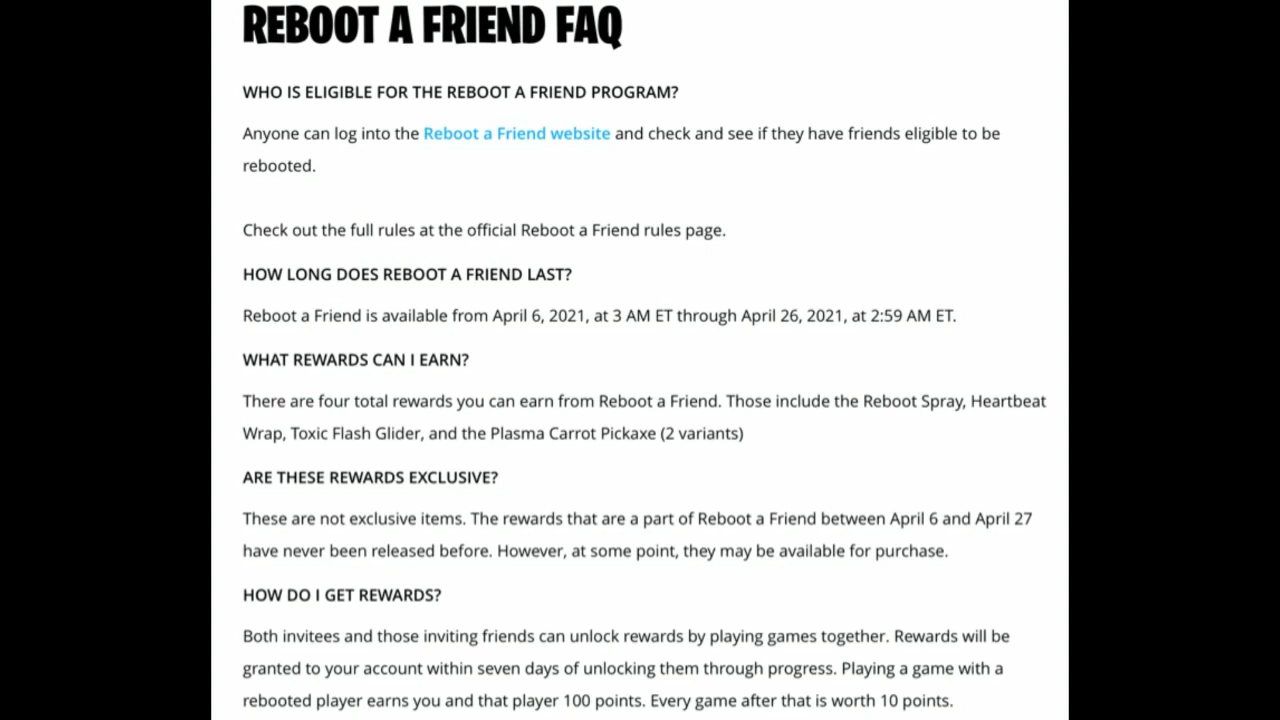 REBOOT A FRIEND FAQ
WHO IS ELIGIBLE FOR THE REBOOT A FRIEND PROGRAM?
Anyone can log into the Reboot a Friend website and check and see if they have friends eligible to be
rebooted.
Check out the full rules at the official Reboot a Friend rules page.
HOW LONG DOES REBOOT A FRIEND LAST?
Reboot a Friend is available from April 6, 2021, at 3 AM ET through April 26, 2021, at 2:59 AM ET.
WHAT REWARDS CAN I EARN?
There are four total rewards you can earn from Reboot a Friend. Those include the Reboot Spray, Heartbeat
Wrap, Toxic Flash Glider, and the Plasma Carrot Pickaxe (2 variants)
ARE THESE REWARDS EXCLUSIVE?
These are not exclusive items. The rewards that are a part of Reboot a Friend between April 6 and April 27
have never been released before. However, at some point, they may be available for purchase.
HOW DO I GET REWARDS?
Both invitees and those inviting friends can unlock rewards by playing games together. Rewards will be
granted to your account within seven days of unlocking them through progress. Playing a game with a
rebooted player earns you and that player 100 points. Every game after that is worth 10 points.